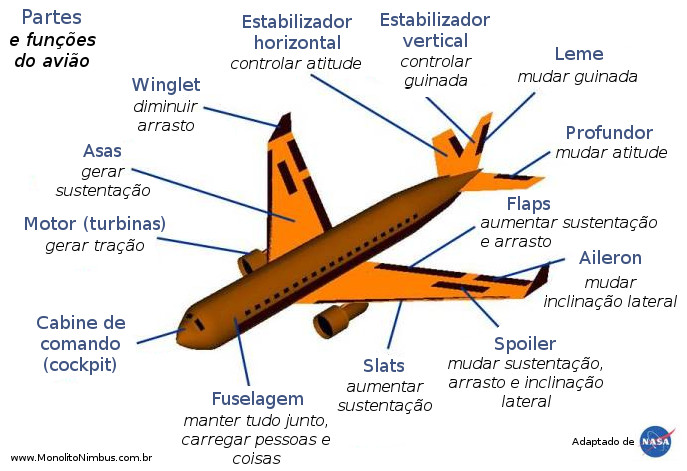 Partes
e funções
do avião
Estabilizador
horizontal
controlar atitude
Estabilizador
vertical
controlar
guinada
Leme
mudar guinada
Winglet
diminuir
arrasto
Profundor
mudar atitude
Asas
gerar
sustentação
Flaps
aumentar sustentação
e arrasto
Motor (turbinas)
gerar tração
Aileron
mudar
inclinação lateral
Cabine de
comando
(cockpit)
Spoiler
mudar sustentação,
arrasto e inclinação
lateral
Slats
aumentar
sustentação
Fuselagem
manter tudo junto,
carregar pessoas e
coisas
www.MonolitoNimbus.com.br
Adaptado de
NASA